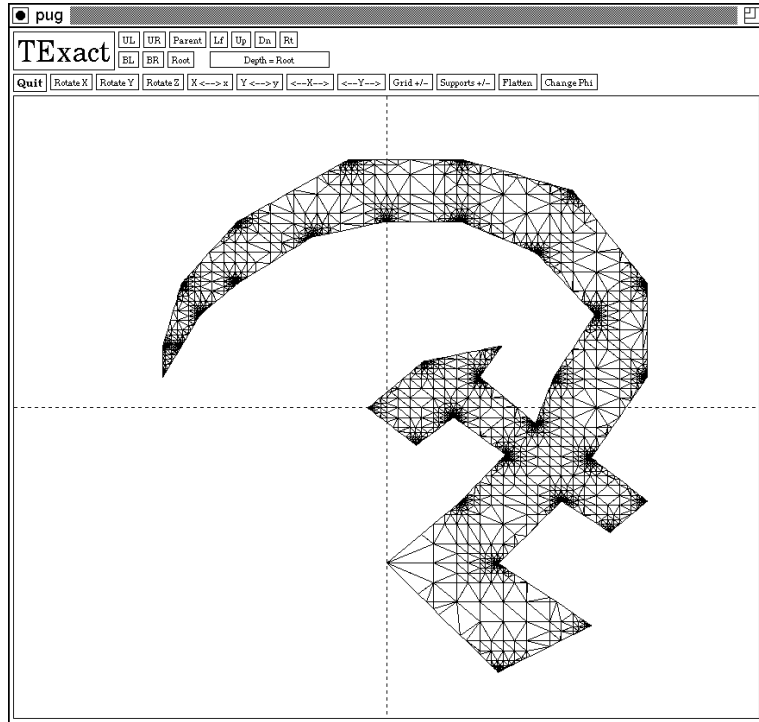 pug
TExact
UL UR Parent Lf Up Dn Rt
BL BR Root Depth = Root
Quit Rotate X Rotate Y Rotate Z X <--> x Y <--> y <--X--> <--Y--> Grid +/- Supports +/- Flatten Change Phi